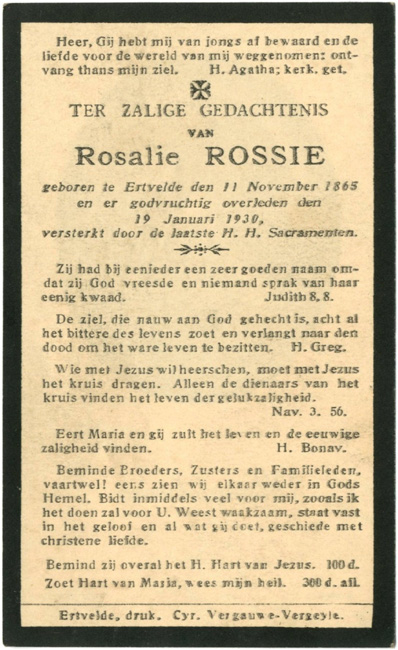 Heer, Gij hebt mij van jongs af bewaard en de
liefde voor de wereld van mij weggenomen: ont-
vang thans mijn ziel. H. Agatha; kerk. get.
TER ZALIGE GEDACHTENIS
VAN
Rosalie ROSSIE
geboren te Ertvelde den 11 November 1865
en er godvruchtig overleden den
19 Januari 1930,
versterkt door de laatste H. H. Sacramenten.
Zij had bij eenieder een zeer goeden naam om-
dat zij God vreesde en niemand sprak van haar
eenig kwaad. Judith 8, 8.
De ziel, die nauw aan God gehecht is, acht al
het bittere des levens zoet en verlangt naar den
dood om het ware leven te bezitten. H. Greg.
Wie met Jezus wil heerschen, moet met Jezus
het kruis dragen. Alleen de dienaars van het
kruis vinden het leven der gelukzaligheid.
Nav. 3. 56.
Eert Maria en gij zult het leven en de eeuwige
zaligheid vinden. H. Bonav.
Beminde Broeders, Zusters en Familieleden,
vaartwel! eens zien wij elkaar weder in Gods
Hemel. Bidt inmiddels veel voor mij, zooals ik
het doen zal voor U. Weest waakzaam, staat vast
in het geloof en al wat gij doet, geschiede met
christene liefde.
Bemind zij overal het H. Hart van Jezus. 100 d.
Zoet Hart van Maria, wees mijn heil. 300 d. afl.
Ertvelde, druk. Cyr. Vergauwe-Vergeyle.